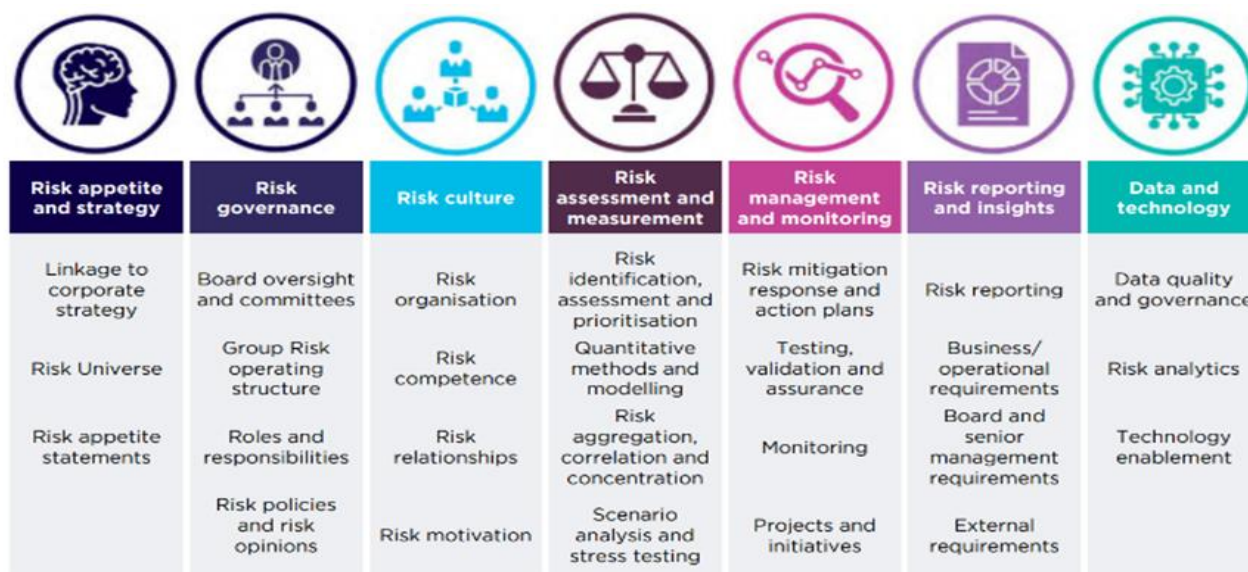 Risk appetite
and strategy
Risk
governance
Risk culture
Risk
assessment and
measurement
Risk
management
and monitoring
Risk reporting
and insights
Data and
technology
Linkage to
corporate
strategy
Risk Universe
Risk appetite
statements
Board oversight
and committees
Group Risk
operating
structure
Roles and
responsibilities
Risk policies
and risk
opinions
Risk
organisation
Risk
competence
Risk
relationships
Risk motivation
Risk
identification,
assessment and
prioritisation
Quantitative
methods and
modelling
Risk
aggregation,
correlation and
concentration
Scenario
analysis and
stress testing
Risk mitigation
response and
action plans
Testing,
validation and
assurance
Monitoring
Projects and
initiatives
Risk reporting
Business/
operational
requirements
Board and
senior
management
requirements
External
requirements
Data quality
and governance
Risk analytics
Technology
enablement